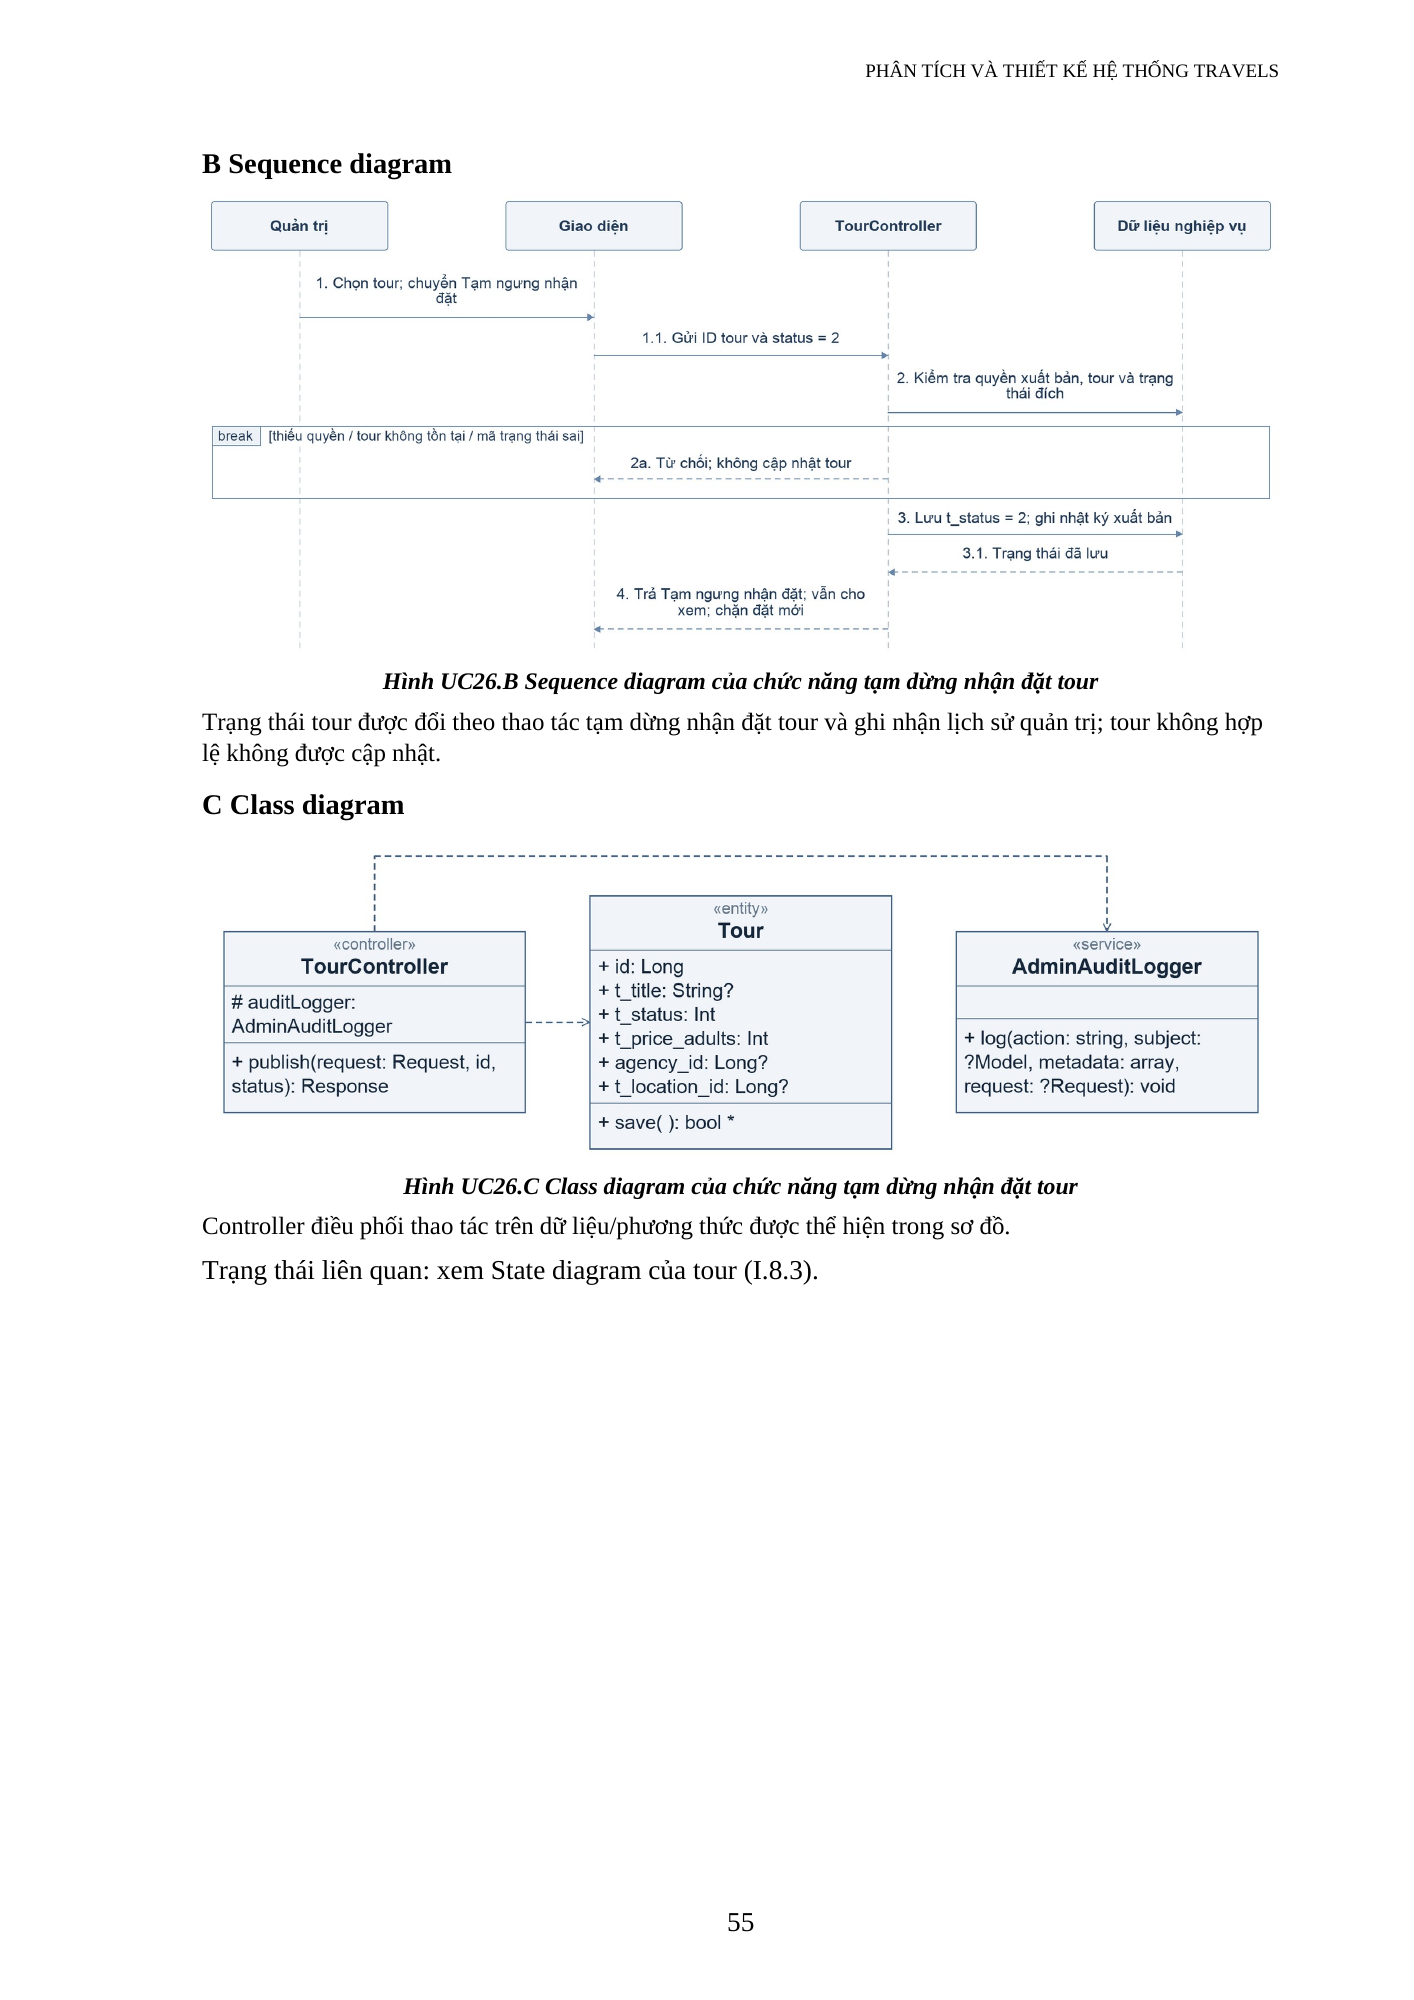 PHÂN TÍCH VÀ THIẾT KẾ HỆ THỐNG TRAVELS
B Sequence diagram
Quản trị
Giao diện
TourController
Dữ liệu nghiệp vụ
1. Chọn tour; chuyển Tạm ngưng nhận
đặt
1.1. Gửi ID tour và status = 2
2. Kiểm tra quyền xuất bản, tour và trạng
thái đích
break
[thiếu quyền / tour không tồn tại / mã trạng thái sai]
2a. Từ chối; không cập nhật tour
3. Lưu t_status = 2; ghi nhật ký xuất bản
3.1. Trạng thái đã lưu
4. Trả Tạm ngưng nhận đặt; vẫn cho
xem; chặn đặt mới
Hình UC26.B Sequence diagram của chức năng tạm dừng nhận đặt tour
Trạng thái tour được đổi theo thao tác tạm dừng nhận đặt tour và ghi nhận lịch sử quản trị; tour không hợp
lệ không được cập nhật.
C Class diagram
«controller»
TourController
# auditLogger:
AdminAuditLogger
+ publish(request: Request, id,
status): Response
«entity»
Tour
+ id: Long
+ t_title: String?
+ t_status: Int
+ t_price_adults: Int
+ agency_id: Long?
+ t_location_id: Long?
+ save( ): bool *
«service»
AdminAuditLogger
+ log(action: string, subject:
?Model, metadata: array,
request: ?Request): void
Hình UC26.C Class diagram của chức năng tạm dừng nhận đặt tour
Controller điều phối thao tác trên dữ liệu/phương thức được thể hiện trong sơ đồ.
Trạng thái liên quan: xem State diagram của tour (I.8.3).
55